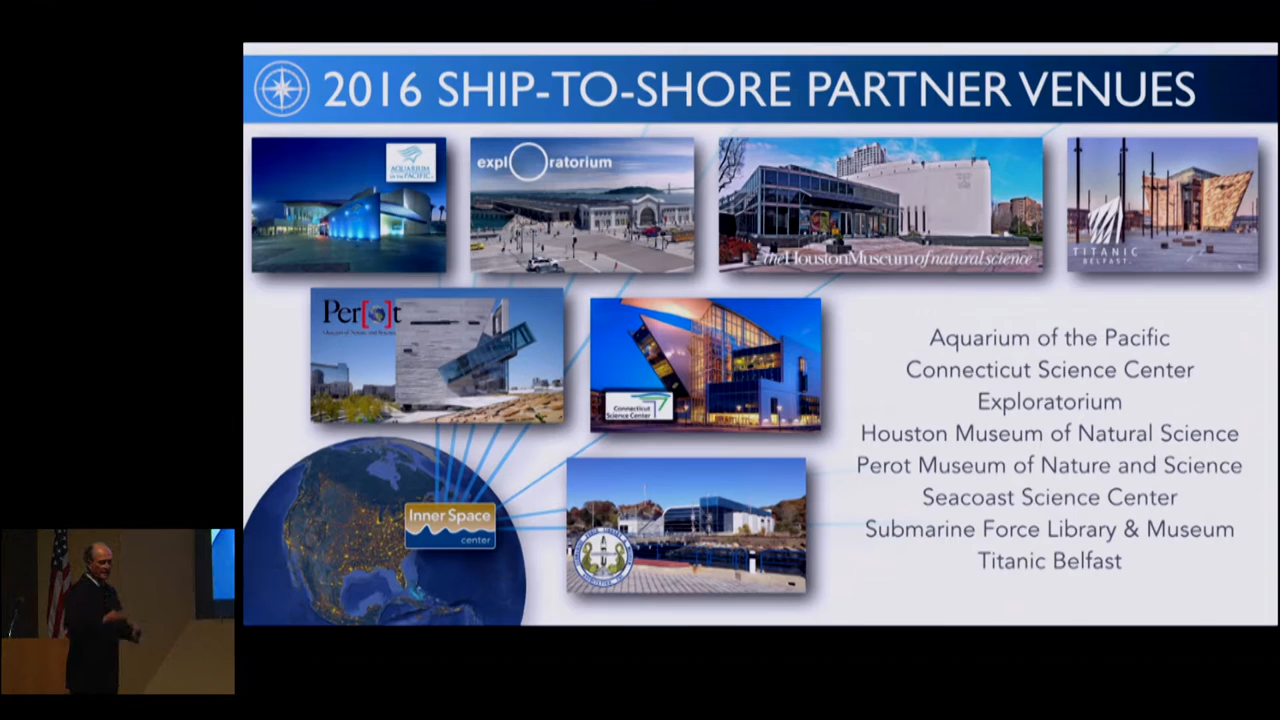 2016 SHIP-TO-SHORE PARTNER VENUES
AQUARIUM
OF THE
PACIFIC
expl ratorium
the Houston Museum of natural science
TITANIC
BELFAST
Per[o]t
Connecticut
Science Center
Inner Space
center
Aquarium of the Pacific
Connecticut Science Center
Exploratorium
Houston Museum of Natural Science
Perot Museum of Nature and Science
Seacoast Science Center
Submarine Force Library & Museum
Titanic Belfast